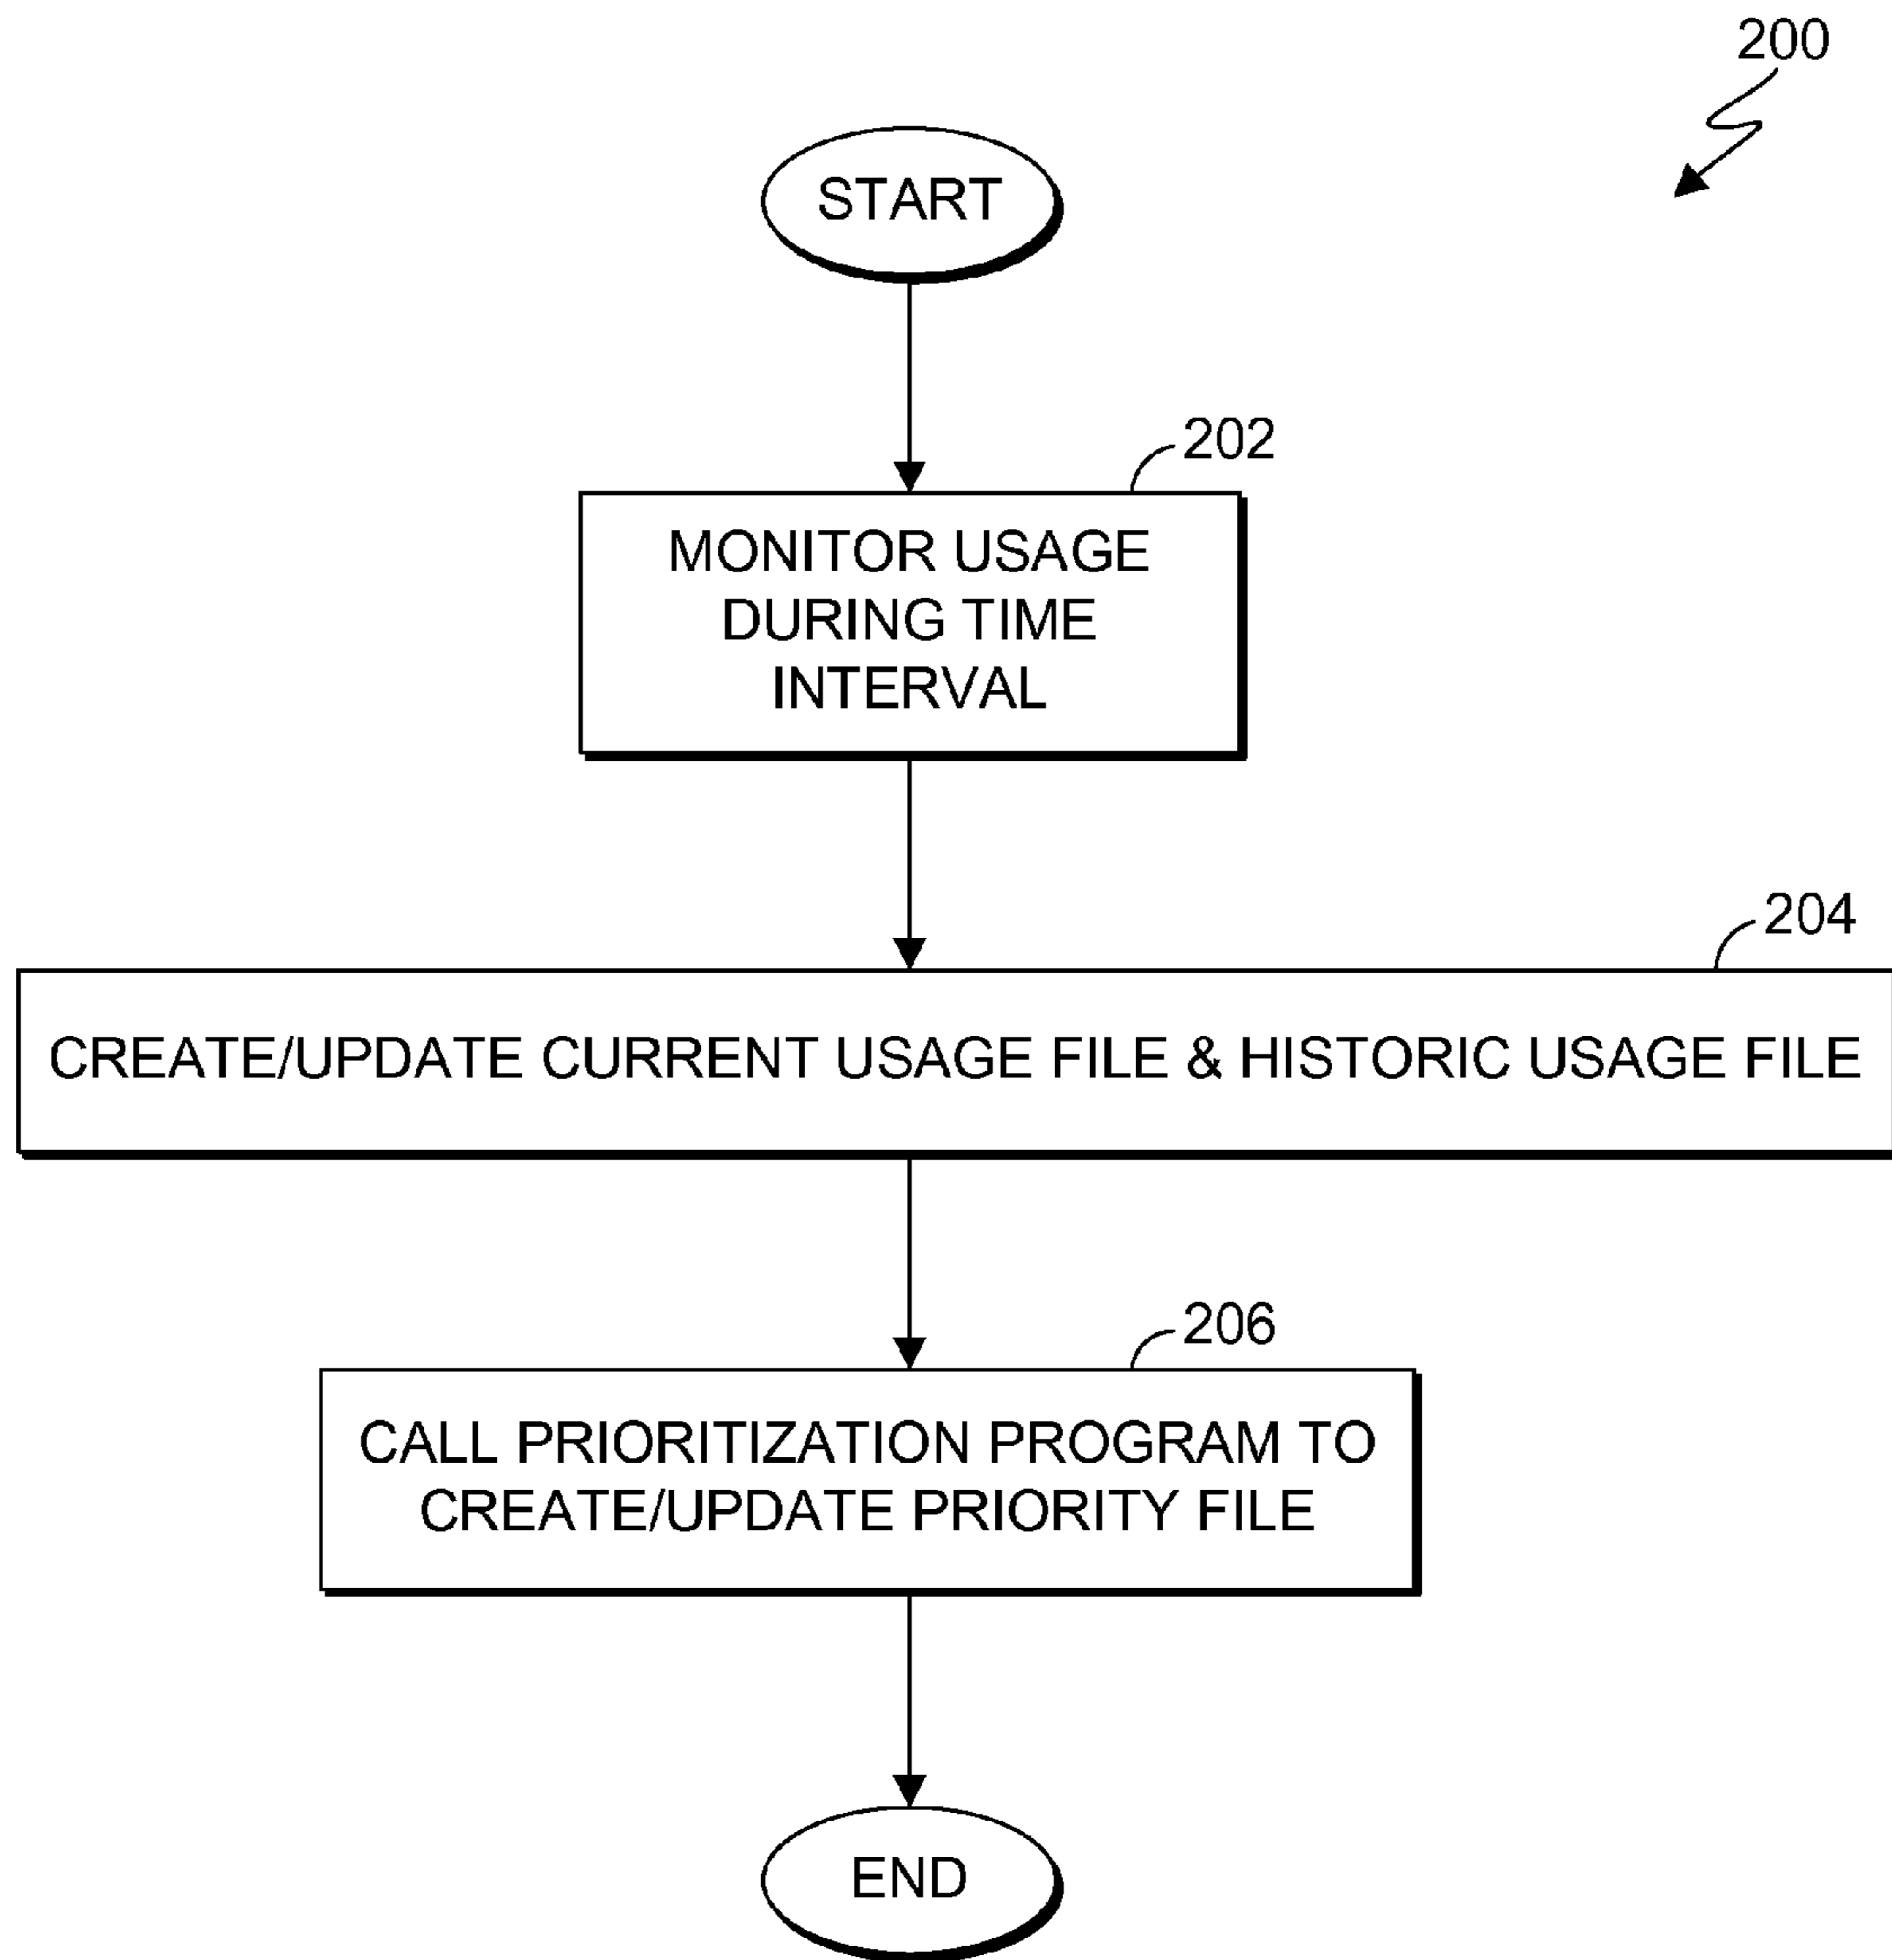 200
START
202
MONITOR USAGE
DURING TIME
INTERVAL
204
CREATE/UPDATE CURRENT USAGE FILE & HISTORIC USAGE FILE
206
CALL PRIORITIZATION PROGRAM TO
CREATE/UPDATE PRIORITY FILE
END